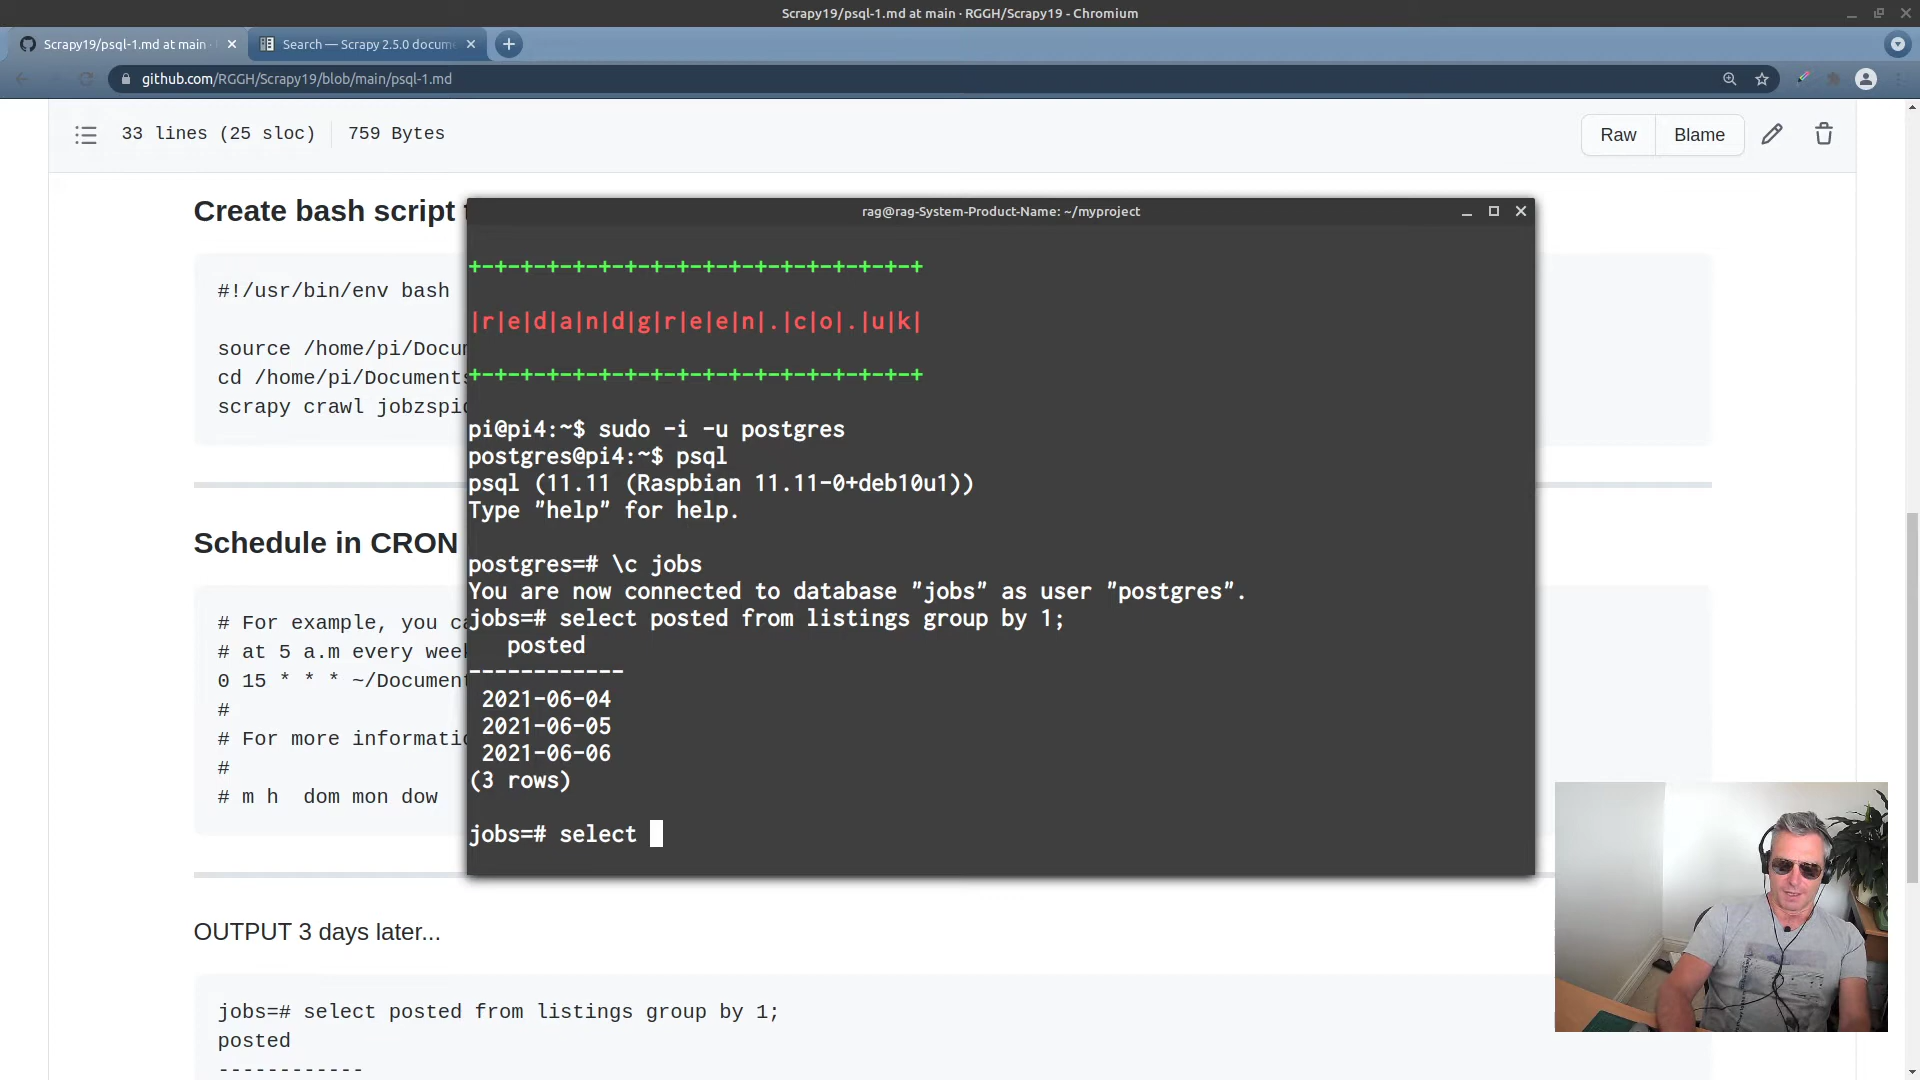 Scrapy19/psql-1.md at main · RGGH/Scrapy19 - Chromium
Scrapy19/psql-1.md at main ·
Search — Scrapy 2.5.0 docume
github.com/RGGH/Scrapy19/blob/main/psql-1.md
33 lines (25 sloc)
759 Bytes
Raw
Blame
Create bash script
#!/usr/bin/env bash
source /home/pi/Docum
cd /home/pi/Documents
scrapy crawl jobzspid
Schedule in CRON
# For example, you ca
# at 5 a.m every week
0 15 * * * ~/Document
#
# For more informatio
#
# m h  dom mon dow
rag@rag-System-Product-Name: ~/myproject
+-+-+-+-+-+-+-+-+-+-+-+-+-+-+-+-+-+
|r|e|d|a|n|d|g|r|e|e|n|.|c|o|.|u|k|
+-+-+-+-+-+-+-+-+-+-+-+-+-+-+-+-+-+
pi@pi4:~$ sudo -i -u postgres
postgres@pi4:~$ psql
psql (11.11 (Raspbian 11.11-0+deb10u1))
Type "help" for help.
postgres=# \c jobs
You are now connected to database "jobs" as user "postgres".
jobs=# select posted from listings group by 1;
posted
------------
2021-06-04
2021-06-05
2021-06-06
(3 rows)
jobs=# select
OUTPUT 3 days later...
jobs=# select posted from listings group by 1;
posted
------------